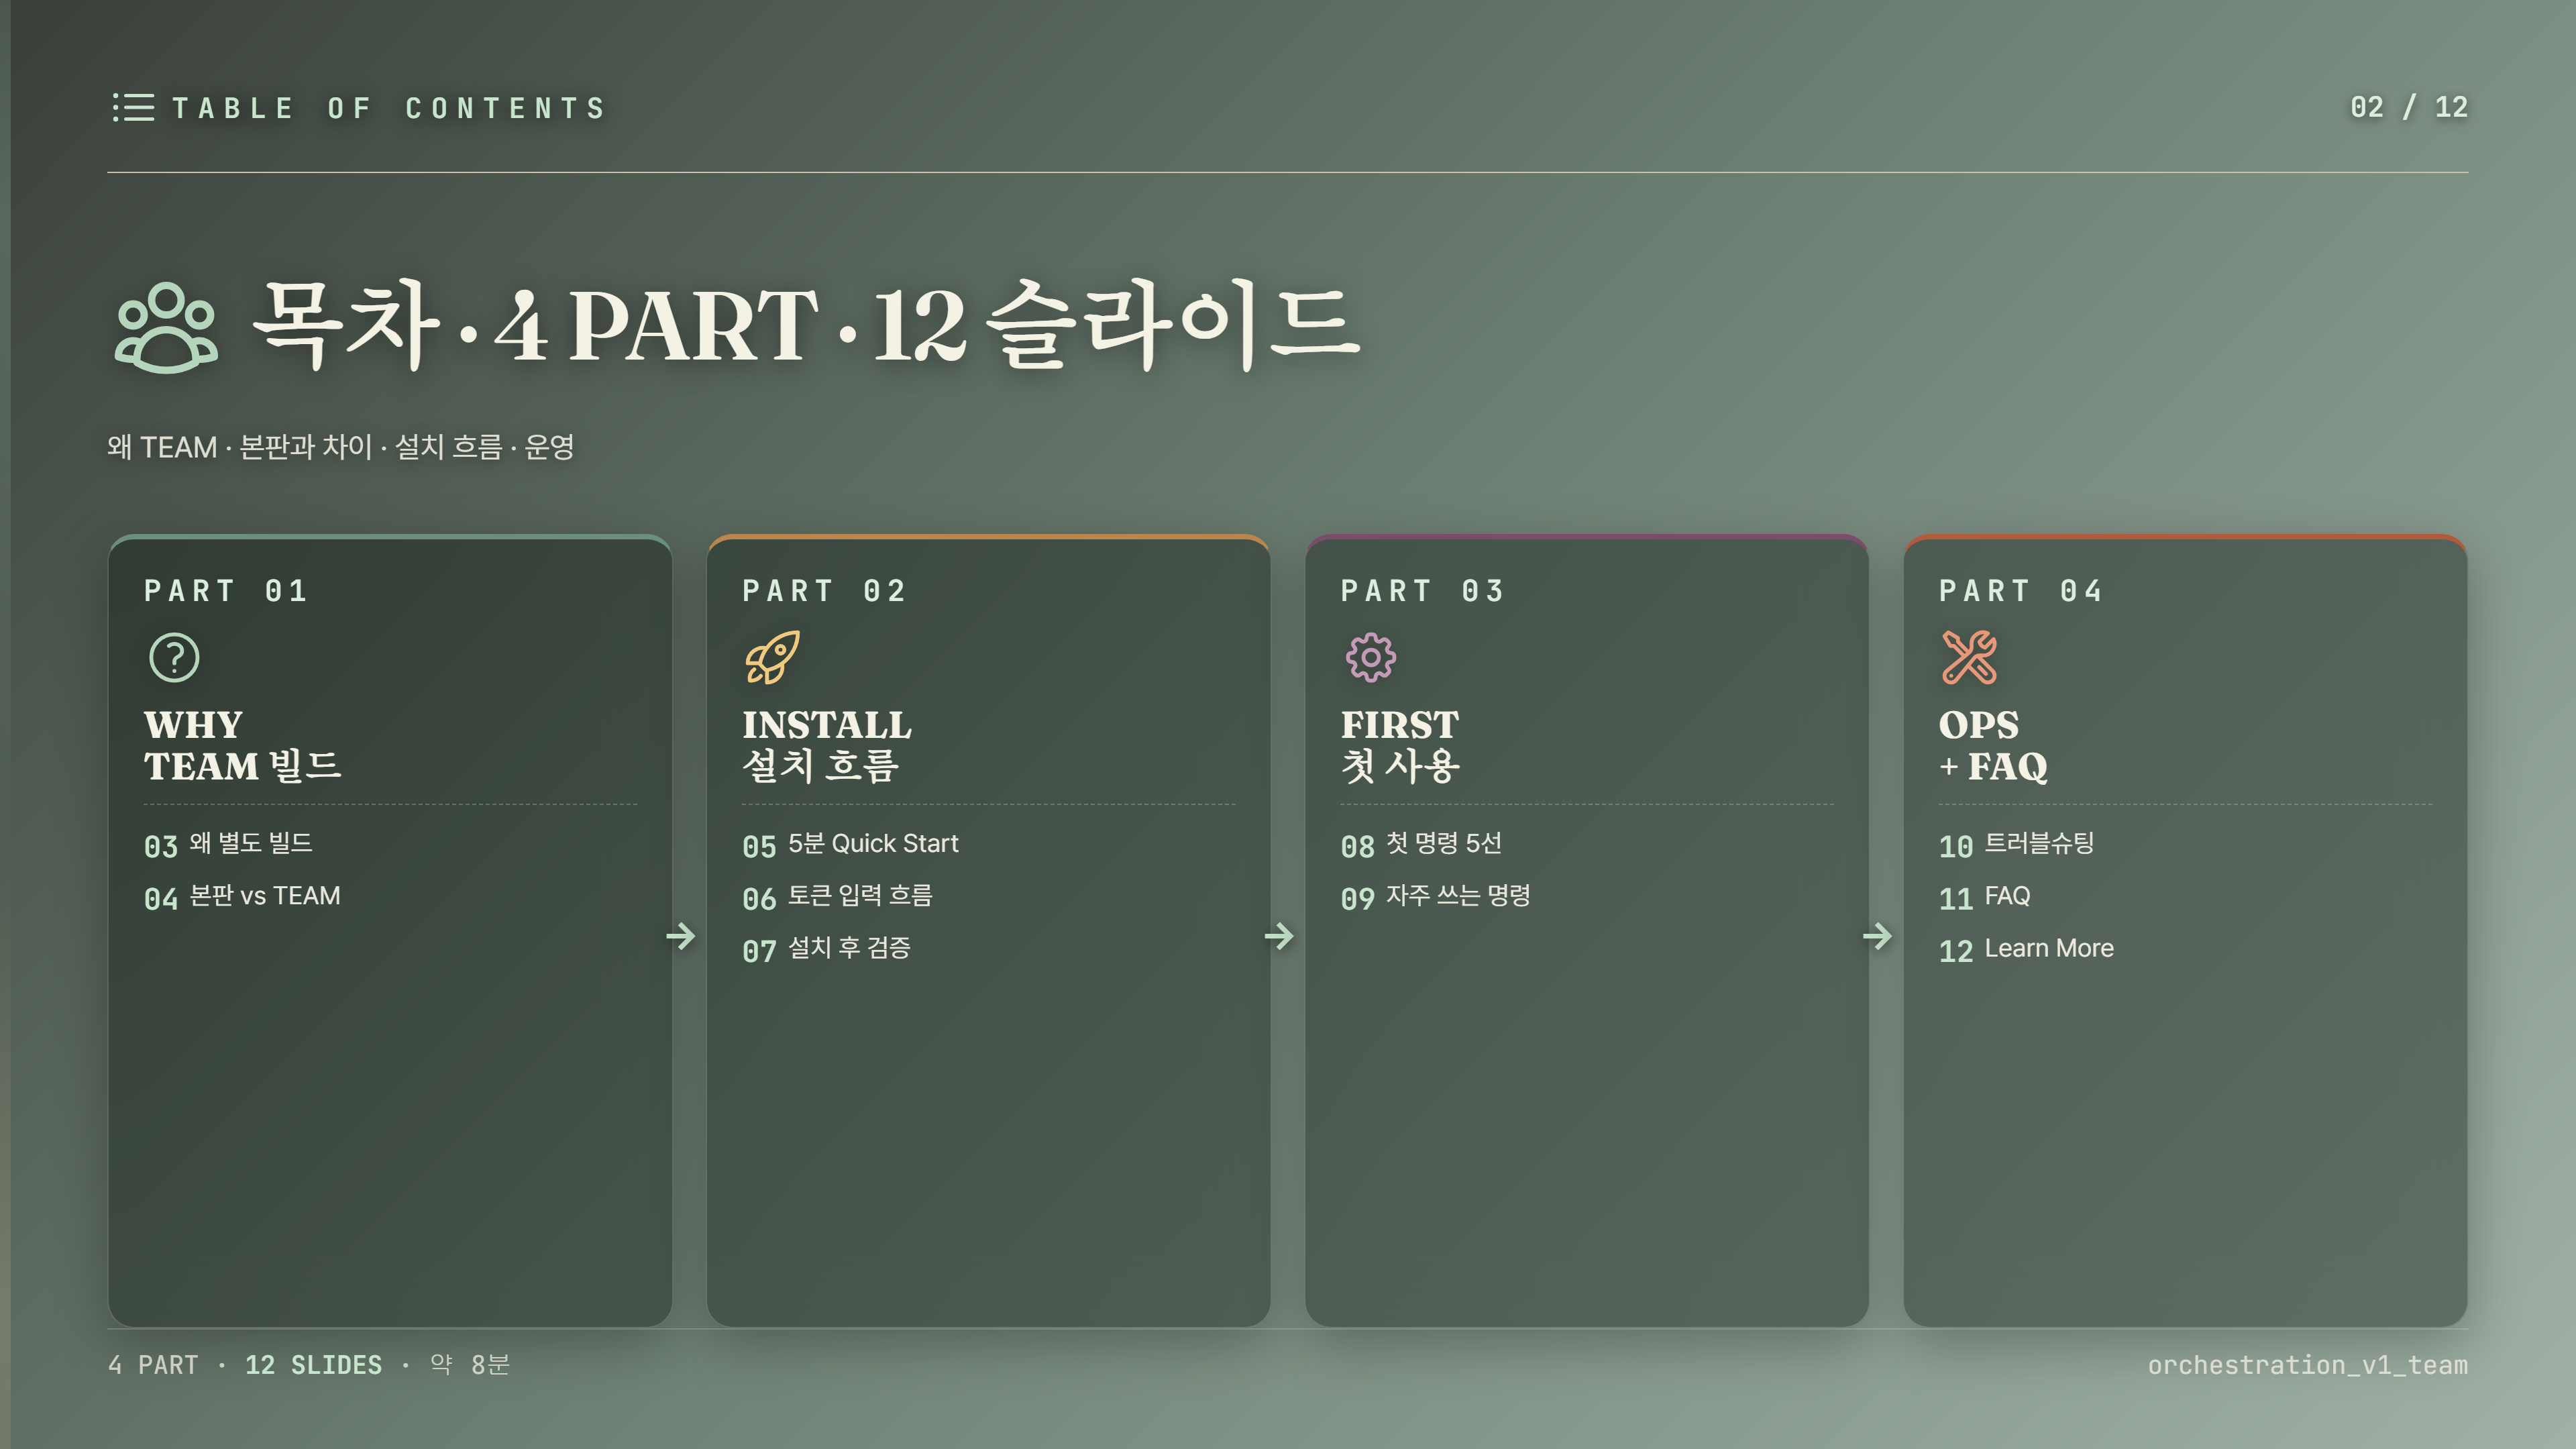 TABLE OF CONTENTS
02 / 12
목차 · 4 PART · 12 슬라이드
왜 TEAM · 본판과 차이 · 설치 흐름 · 운영
PART 01
WHY
TEAM 빌드
03 왜 별도 빌드
04 본판 vs TEAM
PART 02
INSTALL
설치 흐름
05 5분 Quick Start
06 토큰 입력 흐름
07 설치 후 검증
PART 03
FIRST
첫 사용
08 첫 명령 5선
09 자주 쓰는 명령
PART 04
OPS
+ FAQ
10 트러블슈팅
11 FAQ
12 Learn More
4 PART · 12 SLIDES · 약 8분
orchestration_v1_team